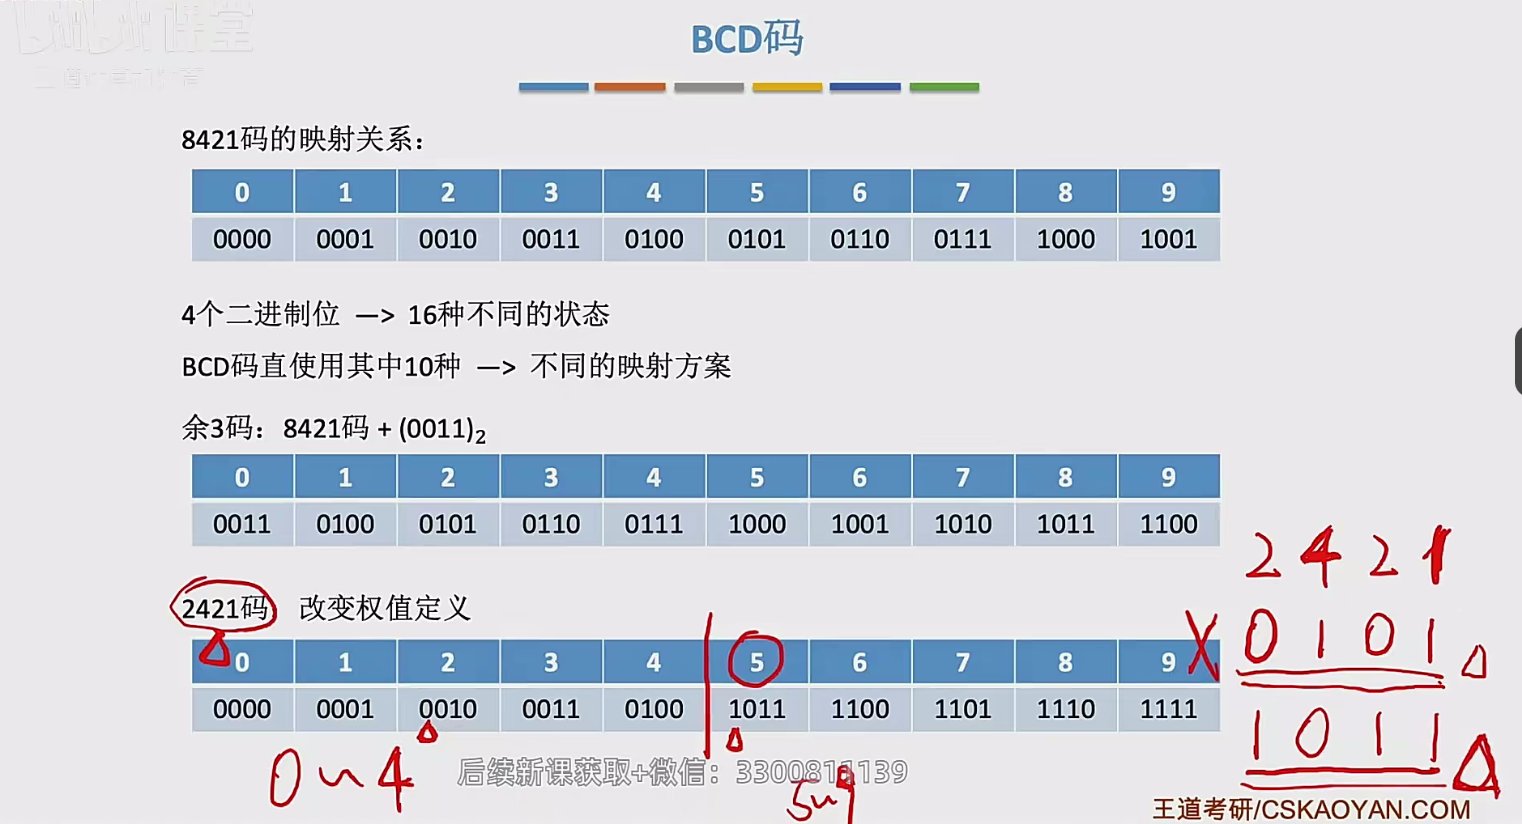 课堂
BCD码
8421码的映射关系：
0 1 2 3 4 5 6 7 8 9
0000 0001 0010 0011 0100 0101 0110 0111 1000 1001
4个二进制位 —> 16种不同的状态
BCD码直使用其中10种 —> 不同的映射方案
余3码：8421码 + (0011)₂
0 1 2 3 4 5 6 7 8 9
0011 0100 0101 0110 0111 1000 1001 1010 1011 1100
2421码 改变权值定义
0 1 2 3 4 5 6 7 8 9
0000 0001 0010 0011 0100 1011 1100 1101 1110 1111
2 4 2 1
X 0 1 0 1
1 0 1 1
0~4
5~9
后续新课获取+微信：3300811139
王道考研/CSKAOYAN.COM